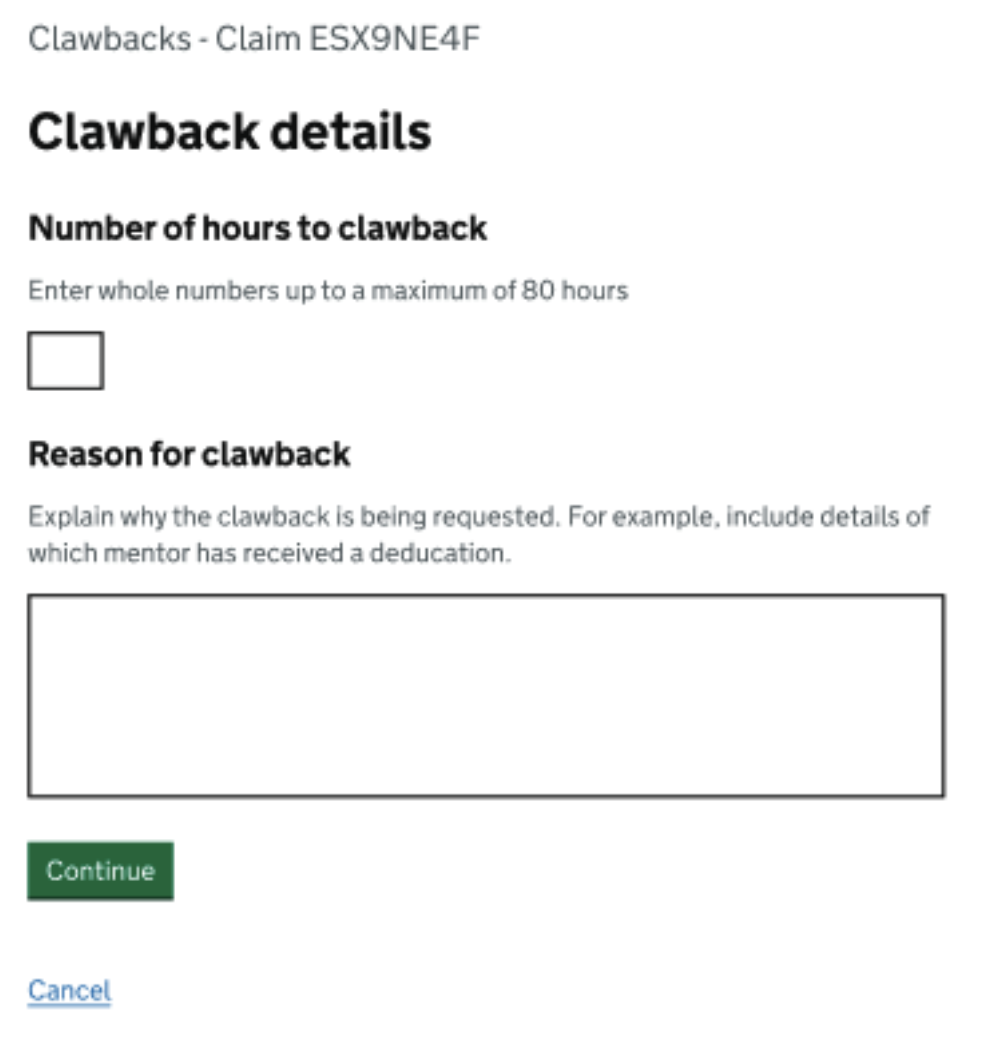 Clawbacks - Claim ESX9NE4F
Clawback details
Number of hours to clawback
Enter whole numbers up to a maximum of 80 hours
Reason for clawback
Explain why the clawback is being requested. For example, include details of
which mentor has received a deducation.
Continue
Cancel